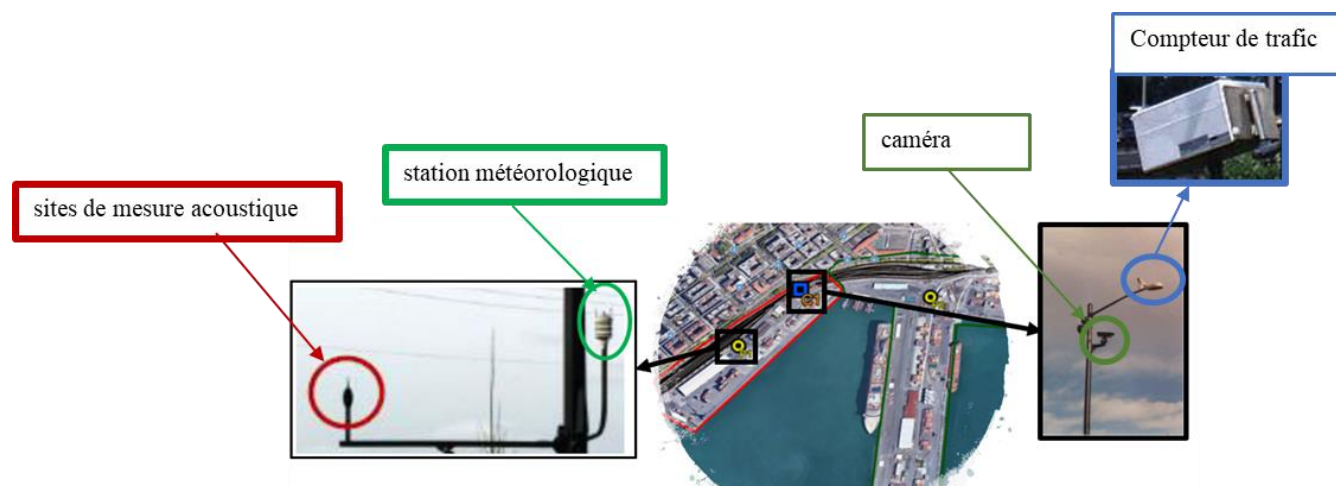 Compteur de trafic
caméra
station météorologique
sites de mesure acoustique